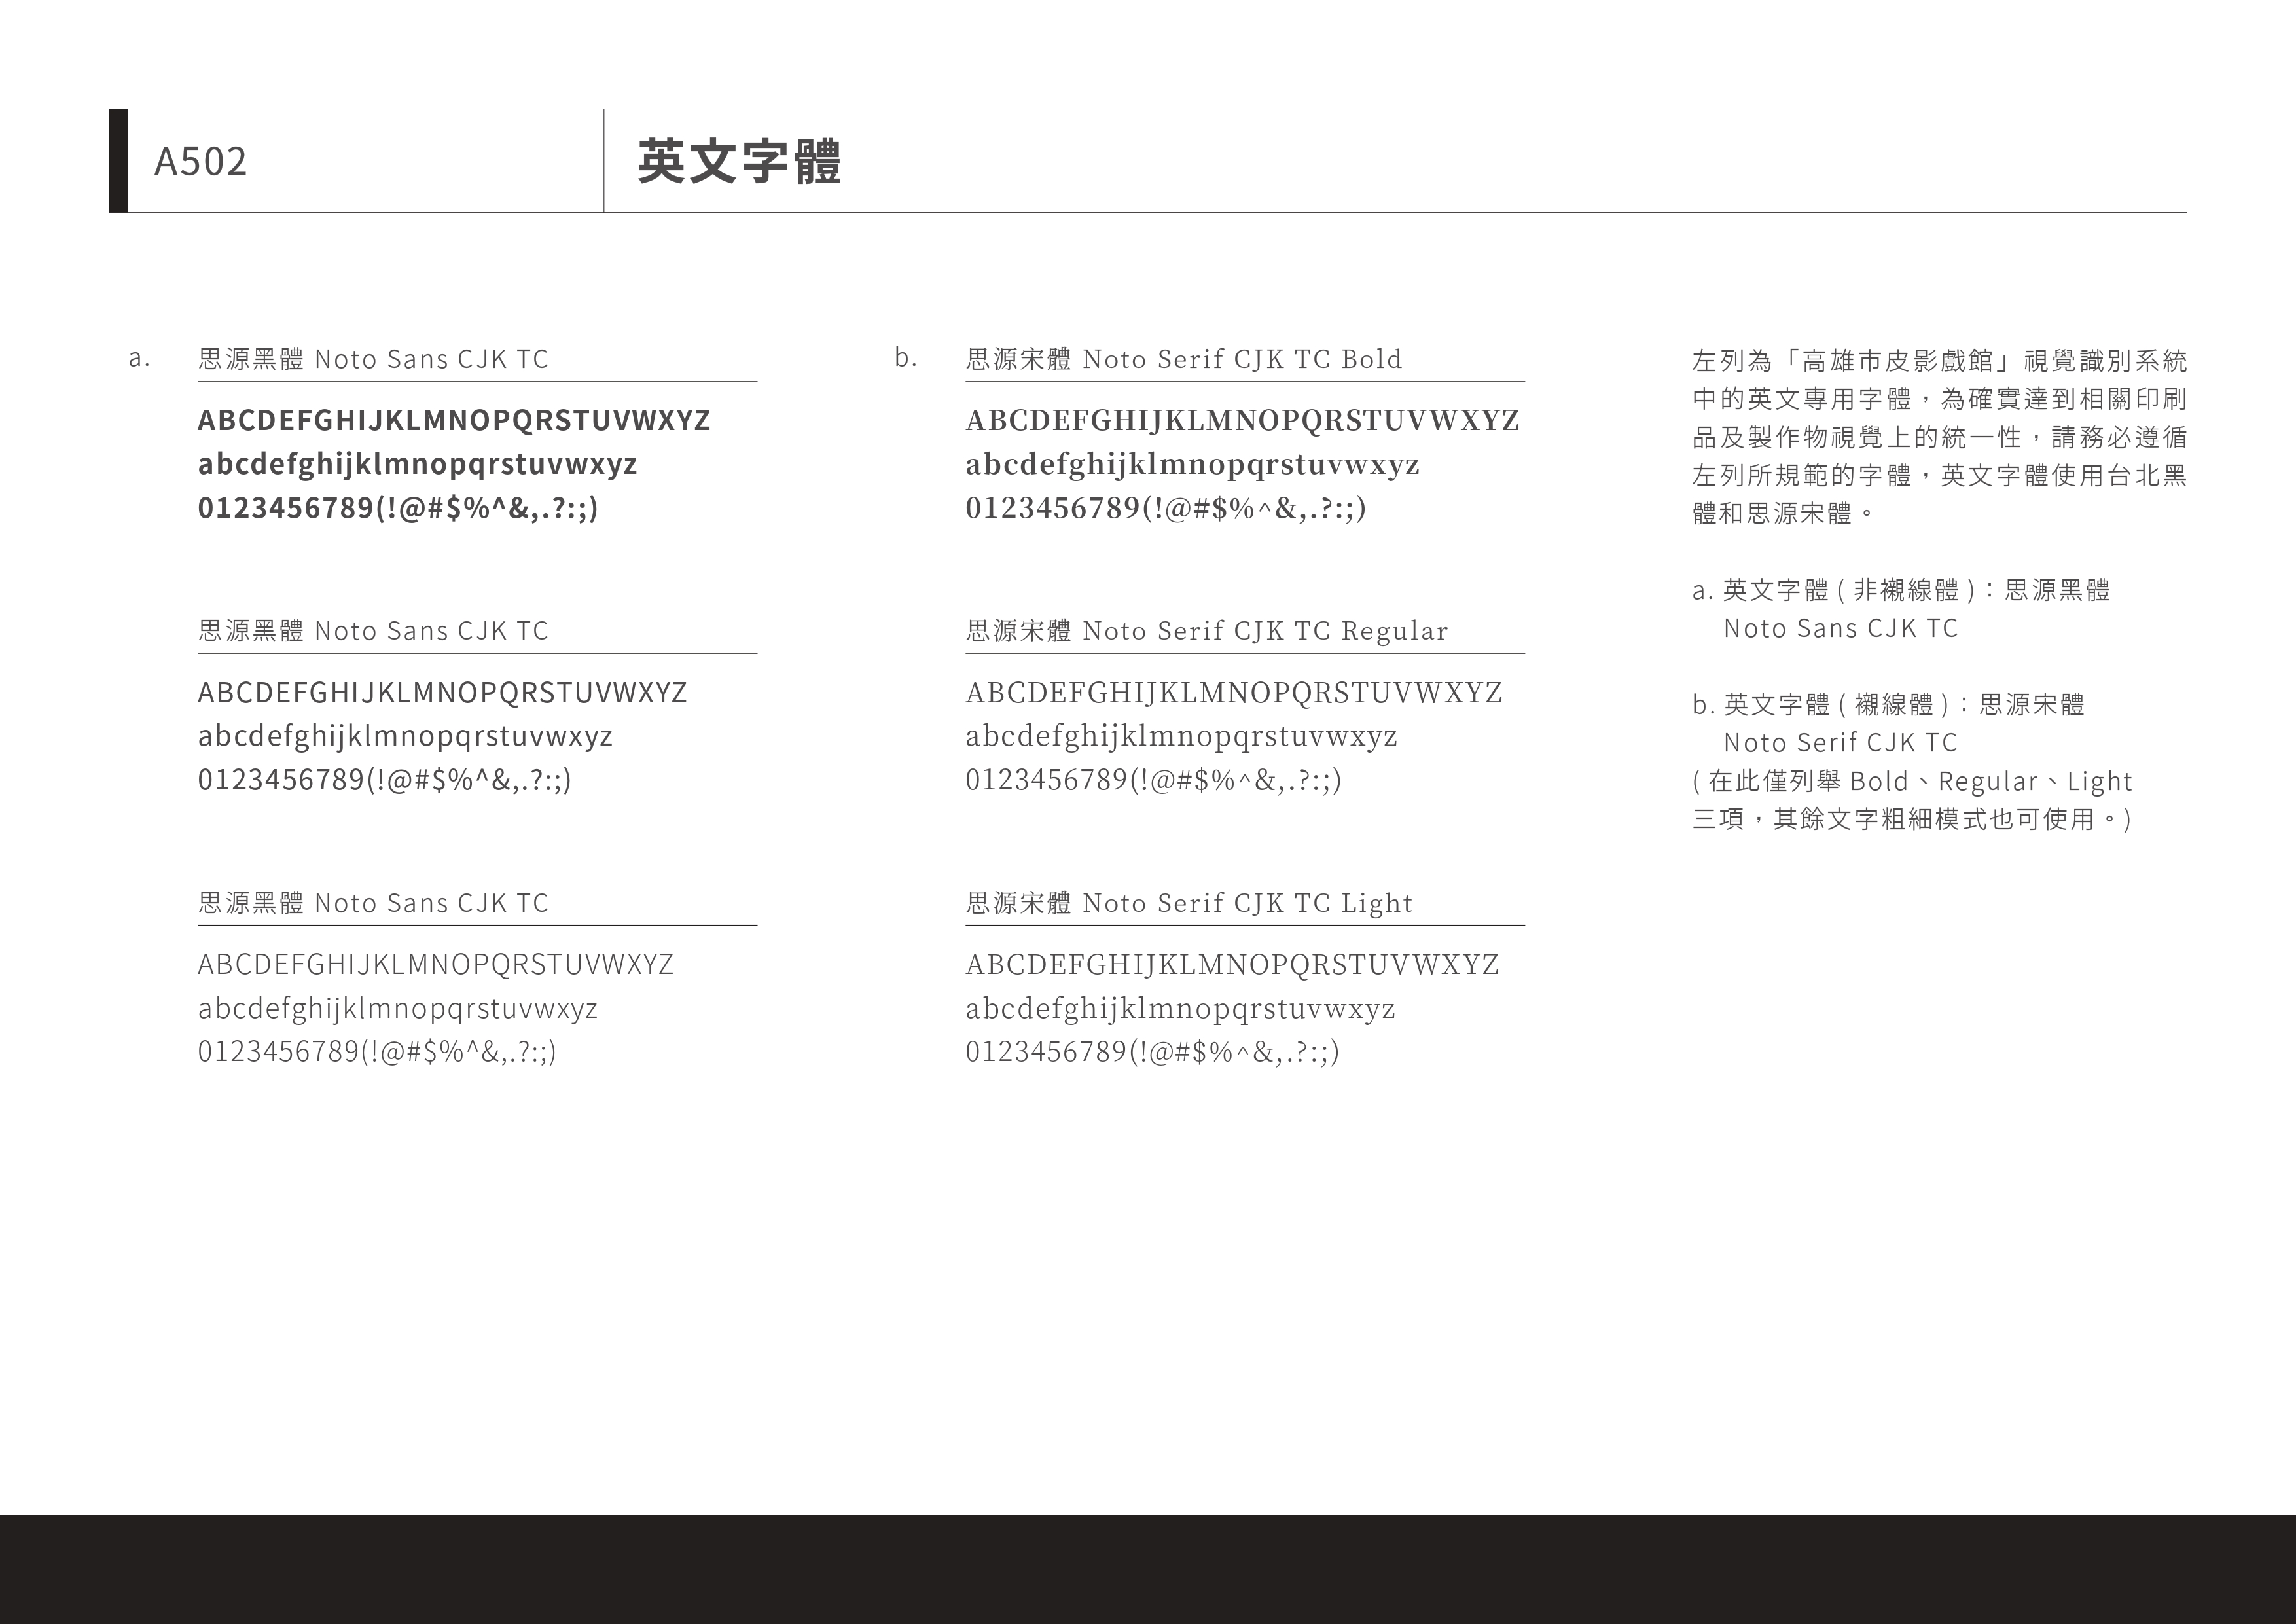 A502
英文字體
a.
思源黑體 Noto Sans CJK TC
ABCDEFGHIJKLMNOPQRSTUVWXYZ
abcdefghijklmnopqrstuvwxyz
0123456789(!@#$%^&,.?:;)
思源黑體 Noto Sans CJK TC
ABCDEFGHIJKLMNOPQRSTUVWXYZ
abcdefghijklmnopqrstuvwxyz
0123456789(!@#$%^&,.?:;)
思源黑體 Noto Sans CJK TC
ABCDEFGHIJKLMNOPQRSTUVWXYZ
abcdefghijklmnopqrstuvwxyz
0123456789(!@#$%^&,.?:;)
b.
思源宋體 Noto Serif CJK TC Bold
ABCDEFGHIJKLMNOPQRSTUVWXYZ
abcdefghijklmnopqrstuvwxyz
0123456789(!@#$%^&,.?:;)
思源宋體 Noto Serif CJK TC Regular
ABCDEFGHIJKLMNOPQRSTUVWXYZ
abcdefghijklmnopqrstuvwxyz
0123456789(!@#$%^&,.?:;)
思源宋體 Noto Serif CJK TC Light
ABCDEFGHIJKLMNOPQRSTUVWXYZ
abcdefghijklmnopqrstuvwxyz
0123456789(!@#$%^&,.?:;)
左列為「高雄市皮影戲館」視覺識別系統
中的英文專用字體，為確實達到相關印刷
品及製作物視覺上的統一性，請務必遵循
左列所規範的字體，英文字體使用台北黑
體和思源宋體。
a. 英文字體 ( 非襯線體 )：思源黑體
Noto Sans CJK TC
b. 英文字體 ( 襯線體 )：思源宋體
Noto Serif CJK TC
( 在此僅列舉 Bold、Regular、Light
三項，其餘文字粗細模式也可使用。)